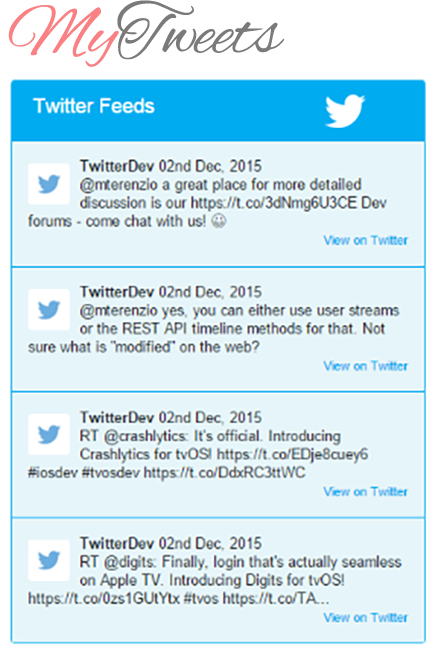 MyTweets
Twitter Feeds
TwitterDev 02nd Dec, 2015
@mterenzio a great place for more detailed
discussion is our https://t.co/3dNmg6U3CE Dev
forums - come chat with us! 😀
View on Twitter
TwitterDev 02nd Dec, 2015
@mterenzio yes, you can either use user streams
or the REST API timeline methods for that. Not
sure what is "modified" on the web?
View on Twitter
TwitterDev 02nd Dec, 2015
RT @crashlytics: It's official. Introducing
Crashlytics for tvOS! https://t.co/EDje8cuey6
#iosdev #tvosdev https://t.co/DdxRC3ttWC
View on Twitter
TwitterDev 02nd Dec, 2015
RT @digits: Finally, login that's actually seamless
on Apple TV. Introducing Digits for tvOS!
https://t.co/0zs1GUtYtx #tvos https://t.co/TA...
View on Twitter